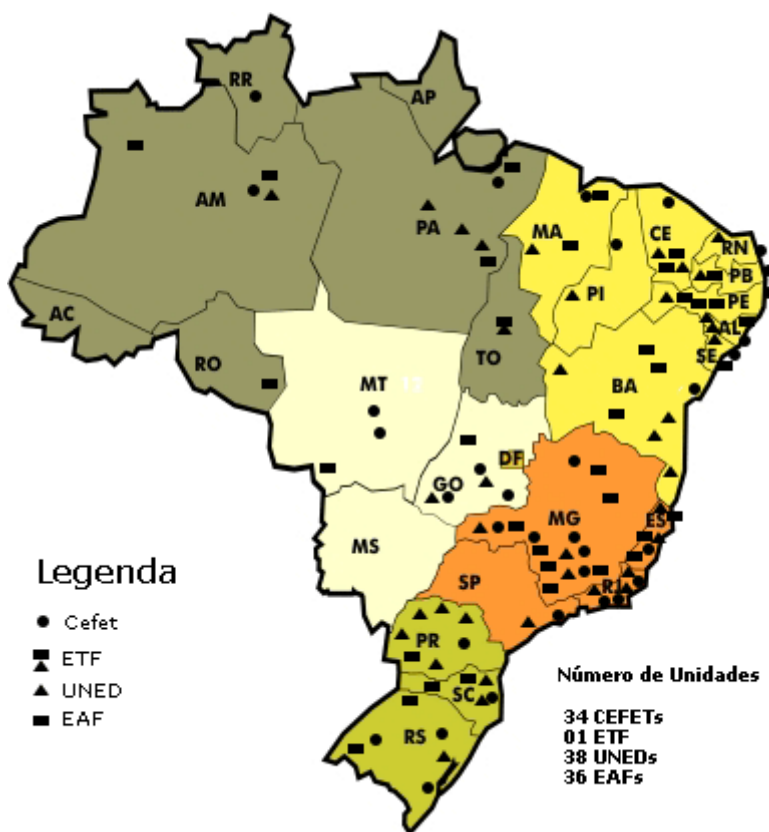 RR
AP
AM
PA
MA
CE
RN
PB
PI
PE
AC
AL
TO
SE
RO
MT 17
BA
DF
GO
MG
ES
MS
SP
RJ
PR
SC
RS
Legenda
Cefet
ETF
UNED
EAF
Número de Unidades
34 CEFETs
01 ETF
38 UNEDs
36 EAFs